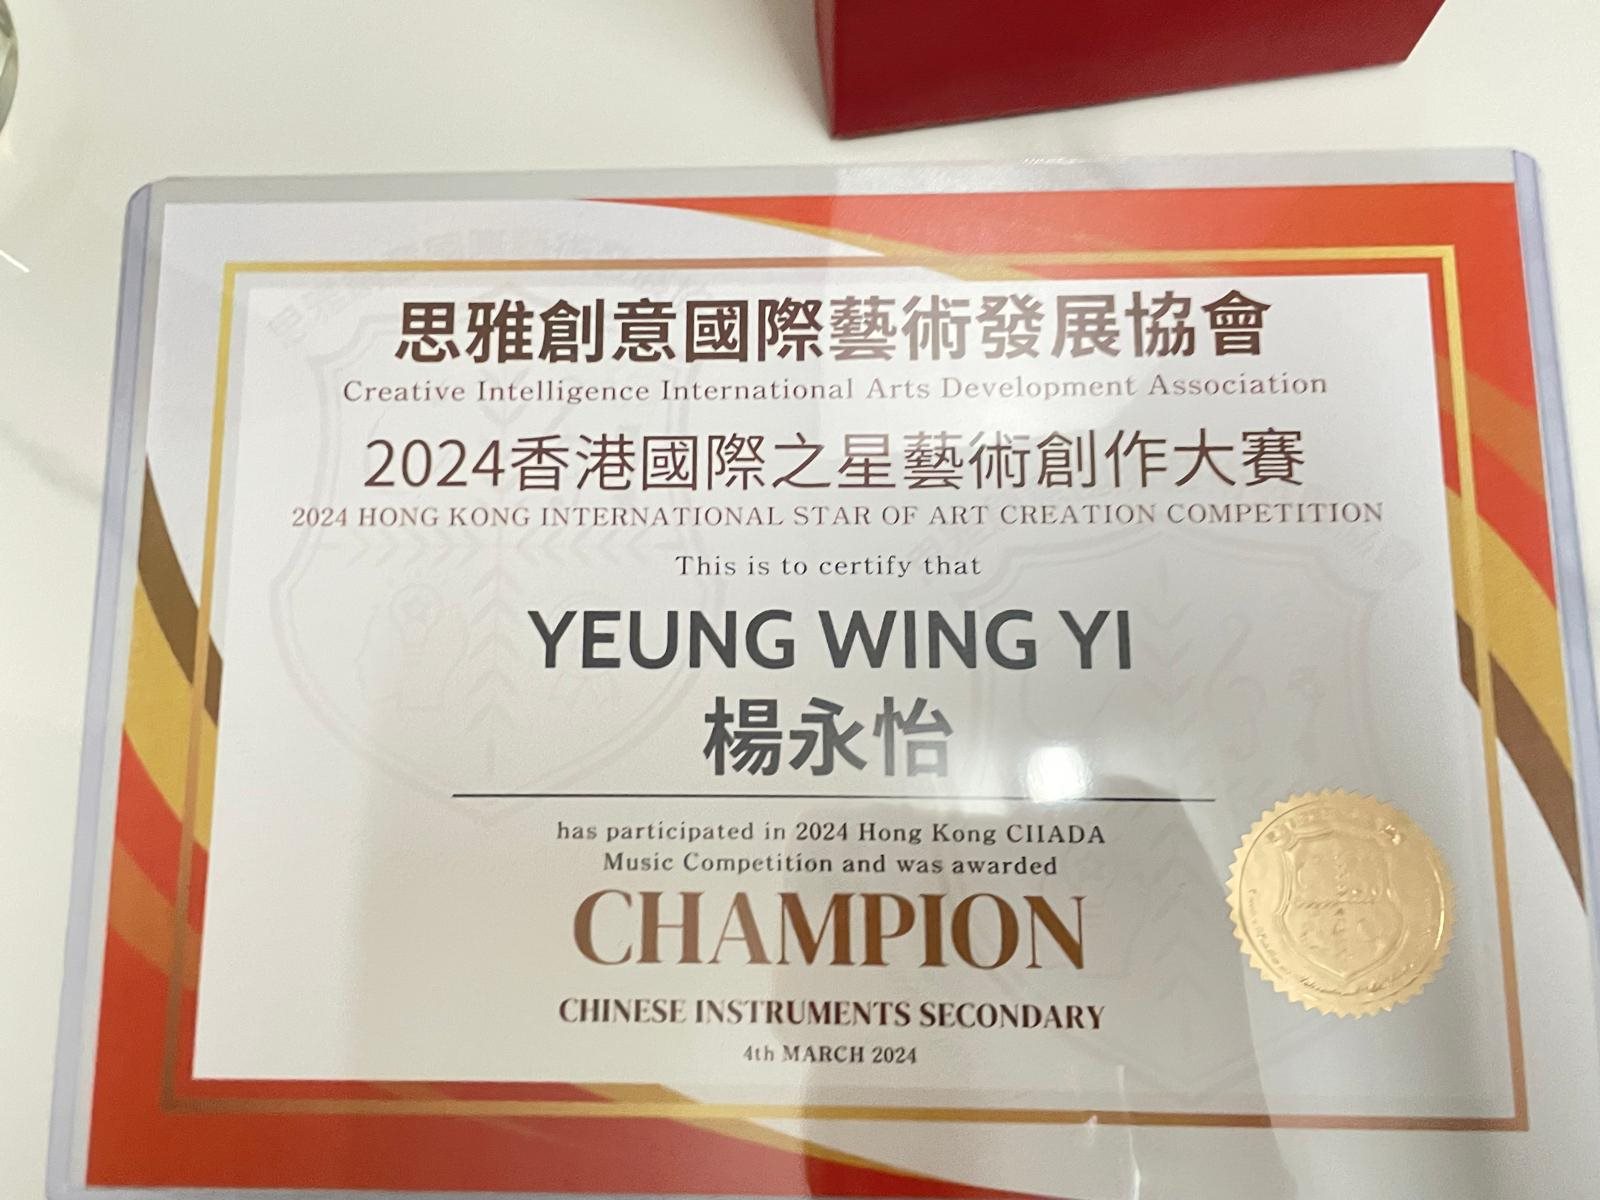 思雅創意國際藝術發展協會
Creative Intelligence International Arts Development Association
2024香港國際之星藝術創作大賽
2024 HONG KONG INTERNATIONAL STAR OF ART CREATION COMPETITION
This is to certify that
YEUNG WING YI
楊永怡
has participated in 2024 Hong Kong CIIADA
Music Competition and was awarded
CHAMPION
CHINESE INSTRUMENTS SECONDARY
4th MARCH 2024